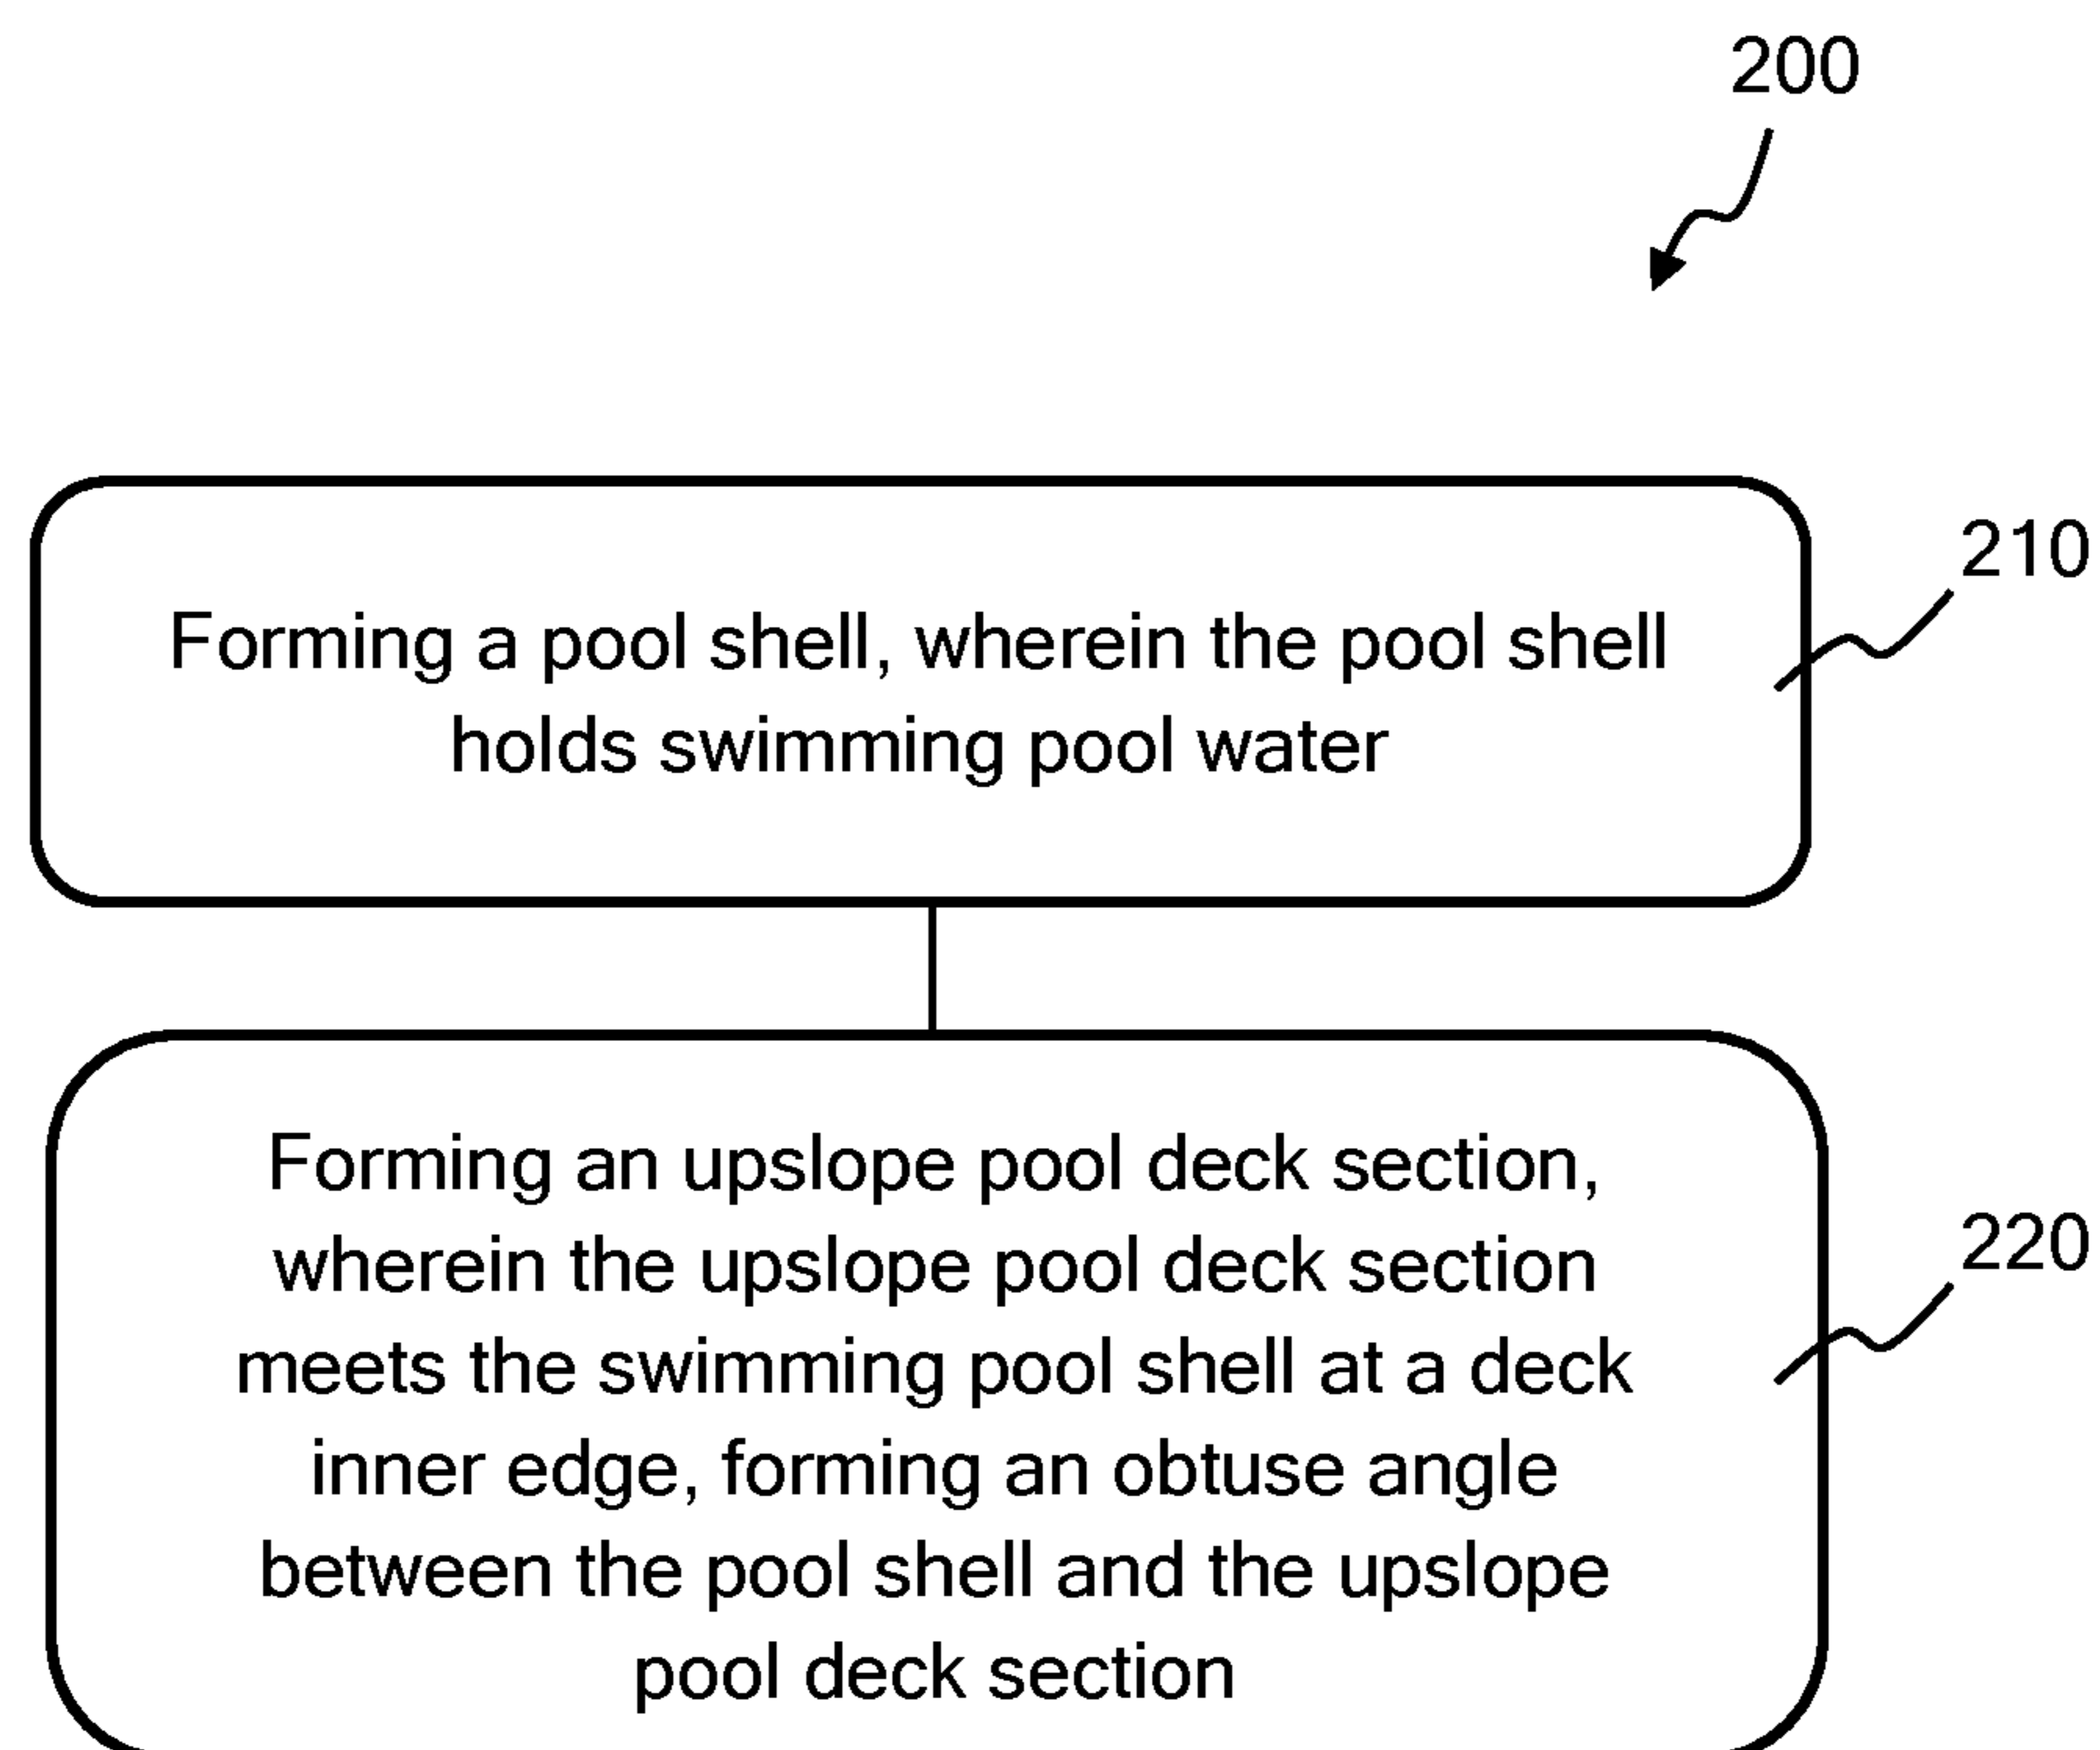 200
210
Forming a pool shell, wherein the pool shell
holds swimming pool water
Forming an upslope pool deck section,
wherein the upslope pool deck section
220
meets the swimming pool shell at a deck
inner edge, forming an obtuse angle
between the pool shell and the upslope
pool deck section